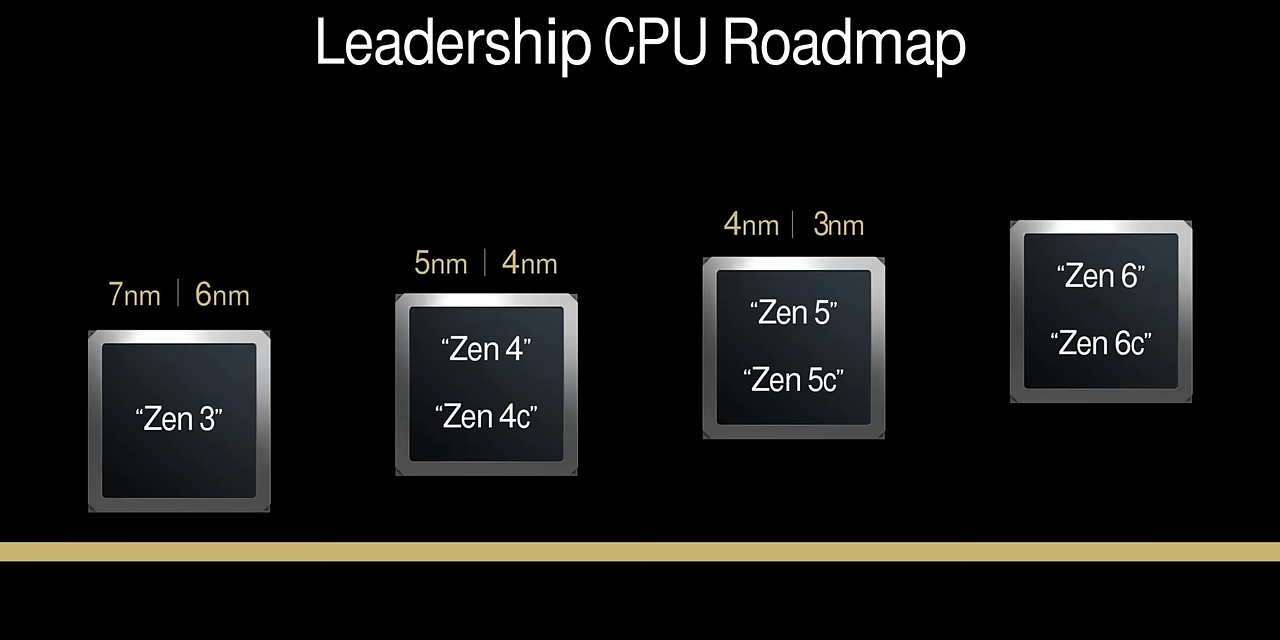 Leadership CPU Roadmap
7nm | 6nm
“Zen 3”
5nm | 4nm
“Zen 4”
“Zen 4c”
4nm | 3nm
“Zen 5”
“Zen 5c”
“Zen 6”
“Zen 6c”